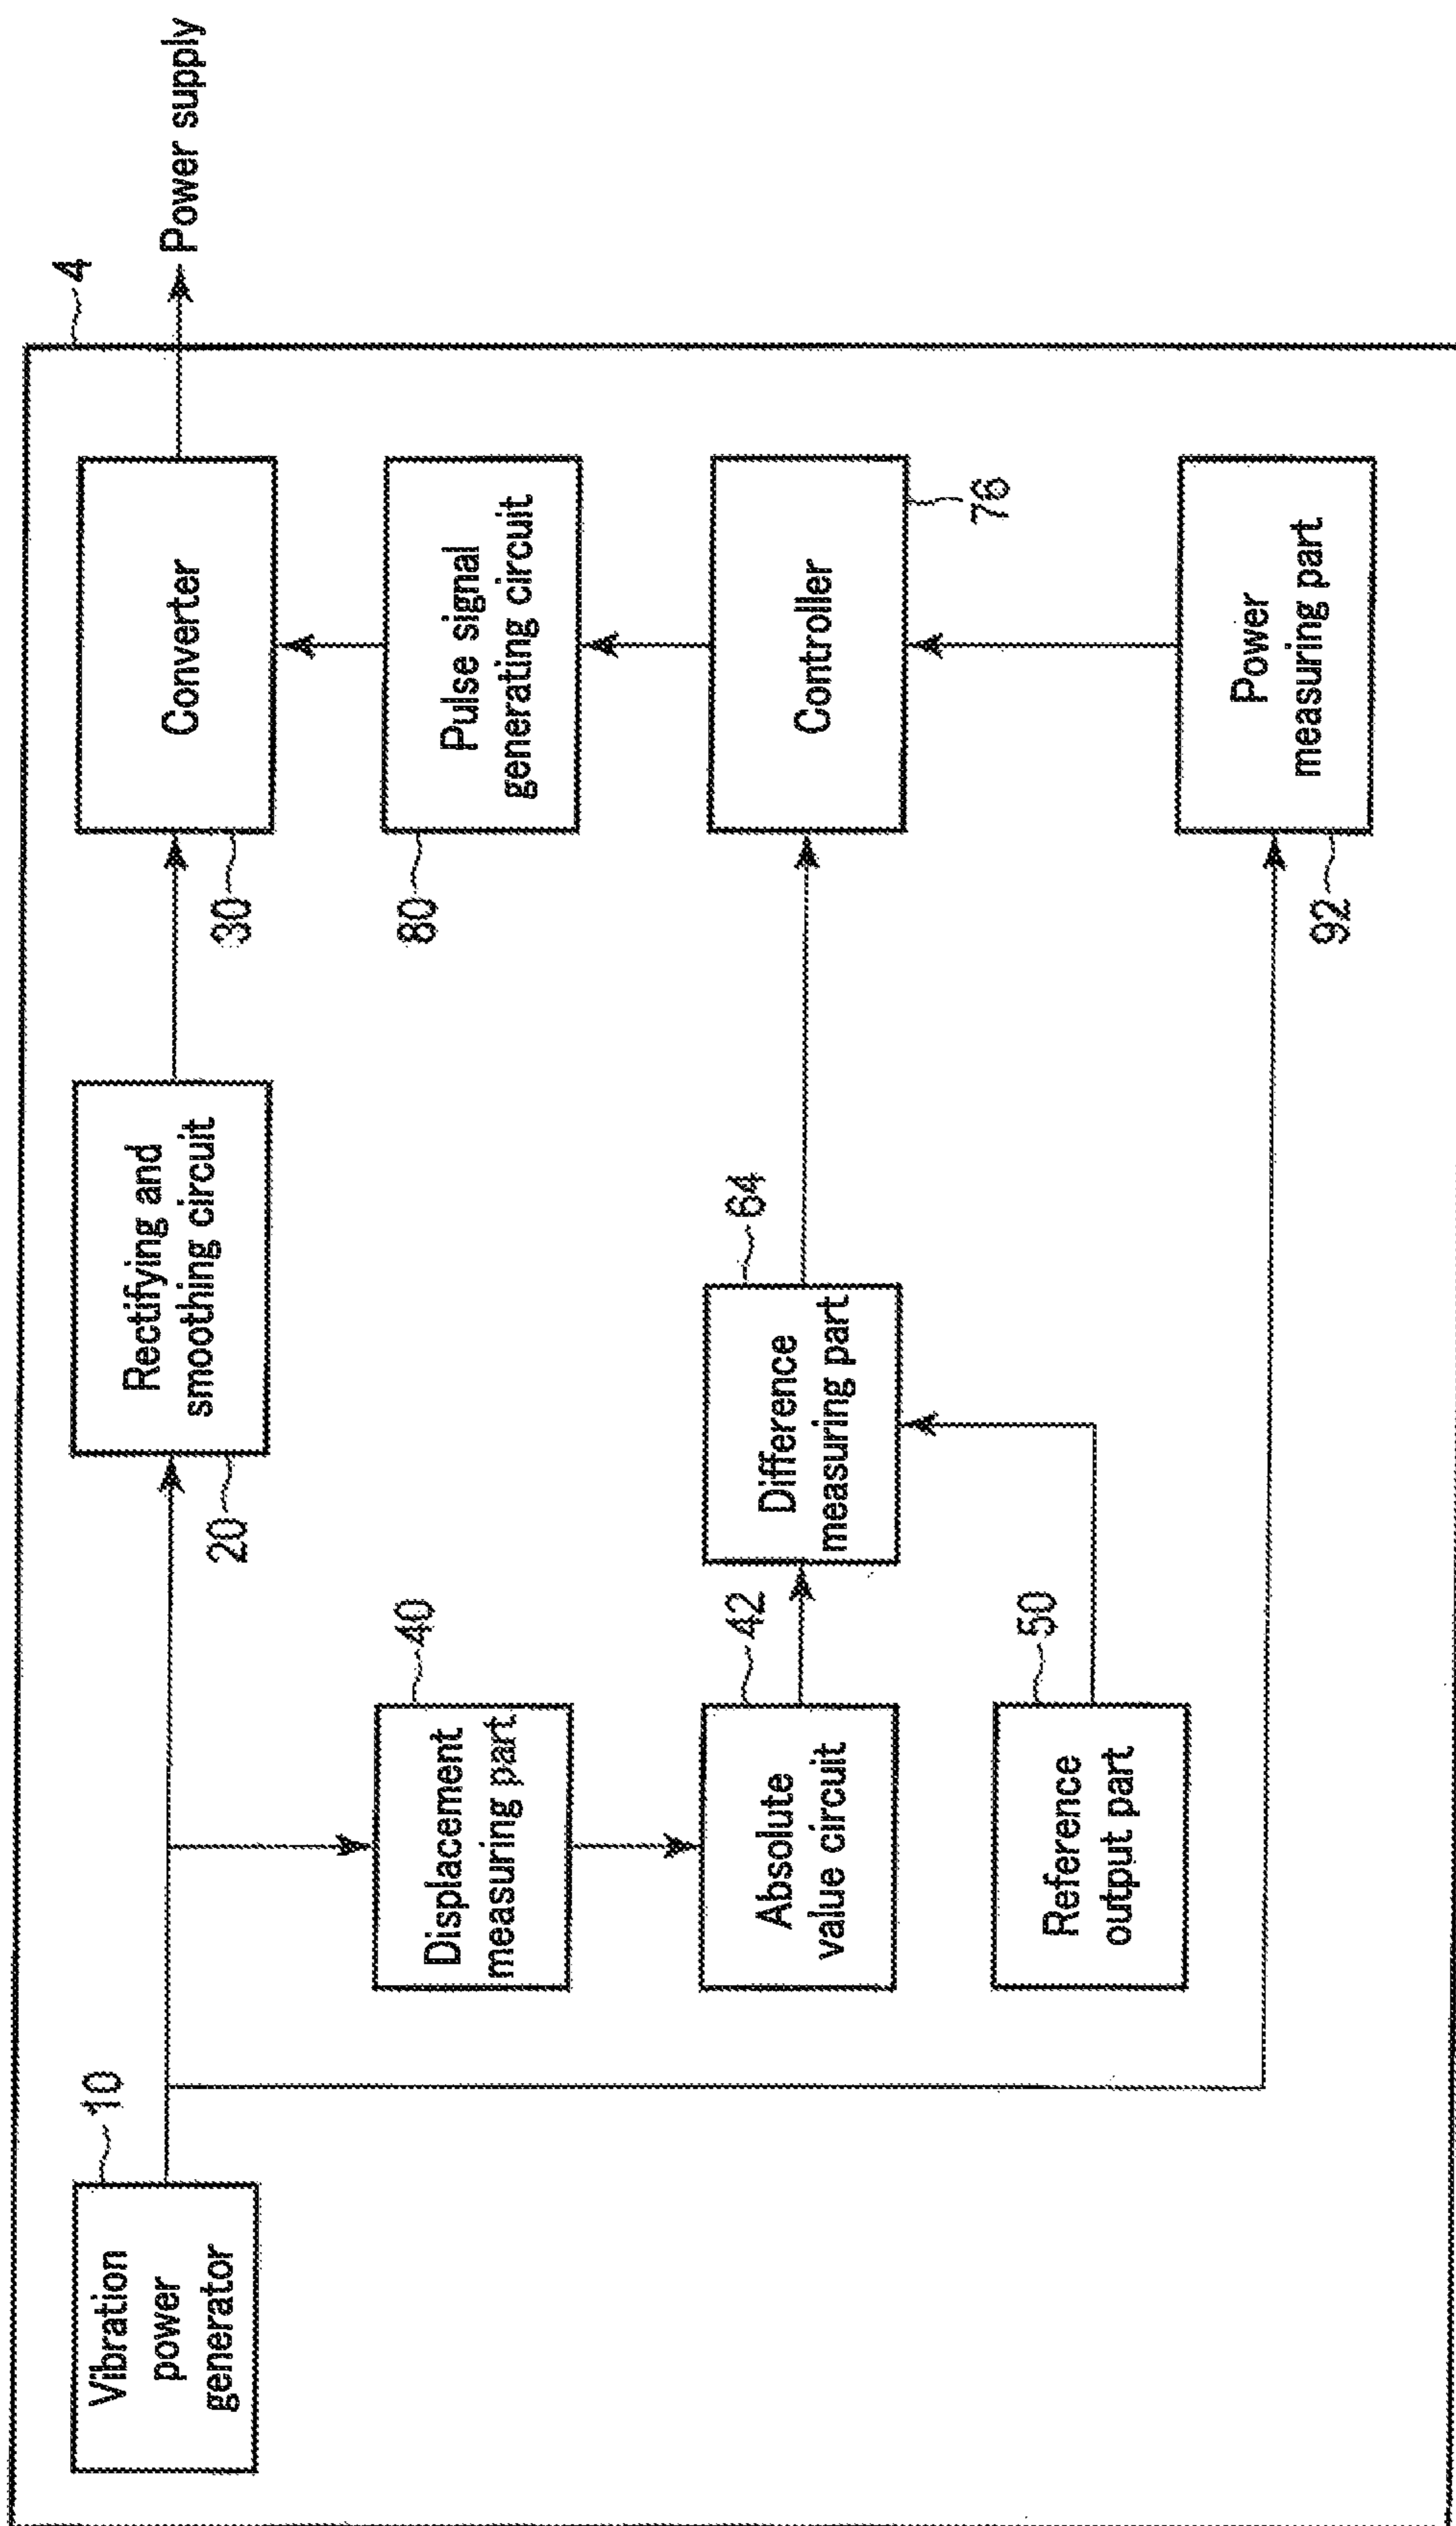 4
Power supply
10
Vibration
power
generator
20
Rectifying and
smoothing circuit
30
Converter
40
Displacement
measuring part
80
Pulse signal
generating circuit
42
Absolute
value circuit
64
Difference
measuring part
76
Controller
50
Reference
output part
92
Power
measuring part